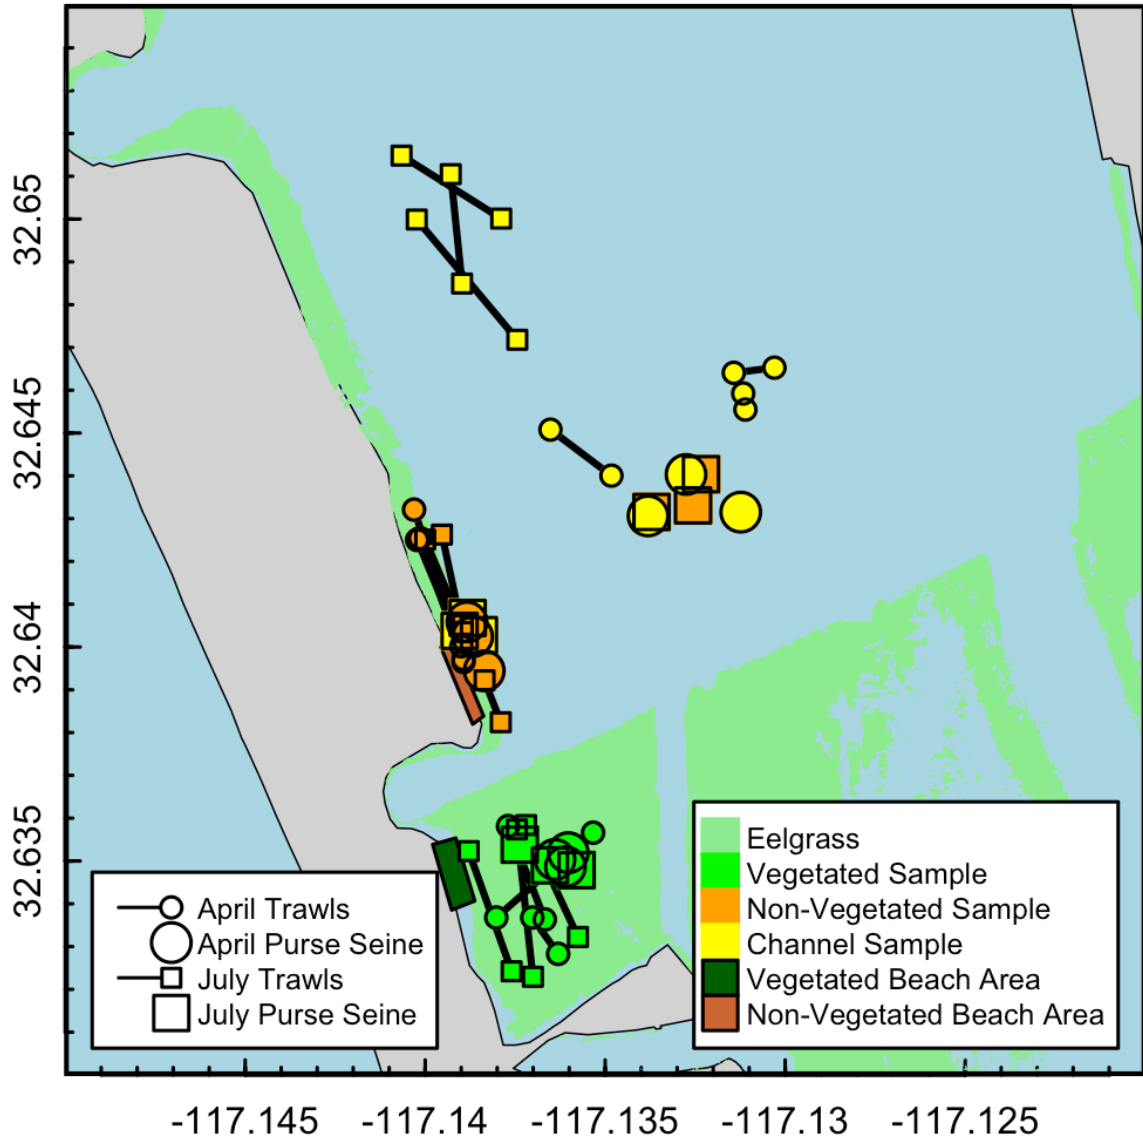 32.65
32.645
32.64
32.635
April Trawls
April Purse Seine
July Trawls
July Purse Seine
Eelgrass
Vegetated Sample
Non-Vegetated Sample
Channel Sample
Vegetated Beach Area
Non-Vegetated Beach Area
-117.145
-117.14
-117.135
-117.13
-117.125